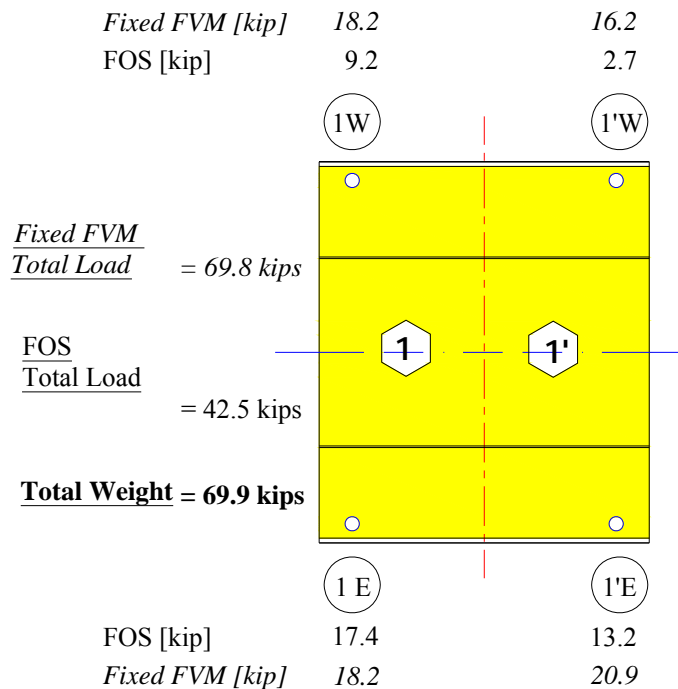 Fixed FVM [kip] 18.2 16.2
FOS [kip] 9.2 2.7
1W 1'W
Fixed FVM
Total Load = 69.8 kips
1 1'
FOS
Total Load
= 42.5 kips
Total Weight = 69.9 kips
1 E 1'E
FOS [kip] 17.4 13.2
Fixed FVM [kip] 18.2 20.9